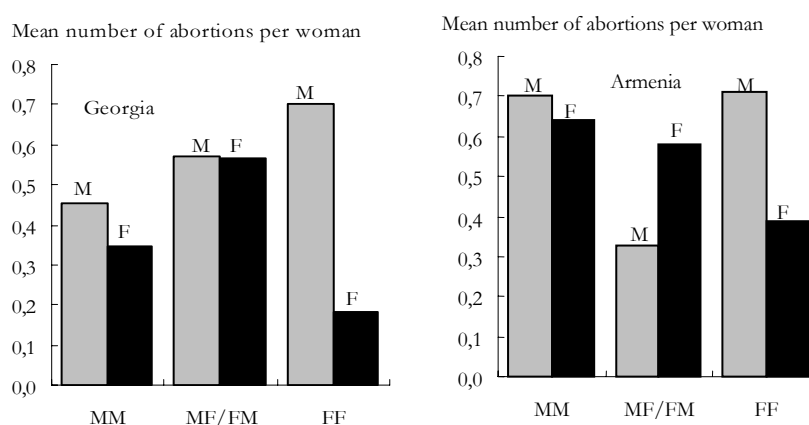 Mean number of abortions per woman
0,8
0,7
0,6
0,5
0,4
0,3
0,2
0,1
0,0
Georgia
M
F
M
F
M
F
MM
MF/FM
FF
Mean number of abortions per woman
0,8
0,7
0,6
0,5
0,4
0,3
0,2
0,1
0,0
Armenia
M
F
M
F
M
F
MM
MF/FM
FF